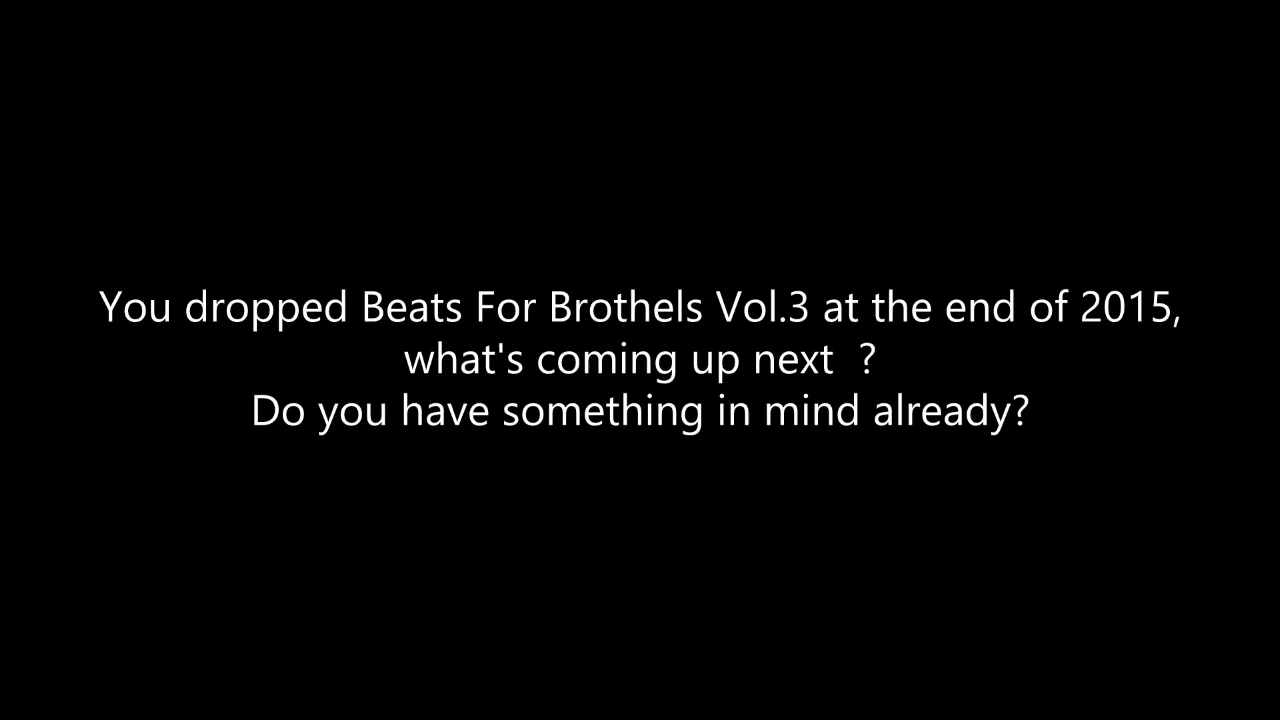 You dropped Beats For Brothels Vol.3 at the end of 2015,
what's coming up next  ?
Do you have something in mind already?